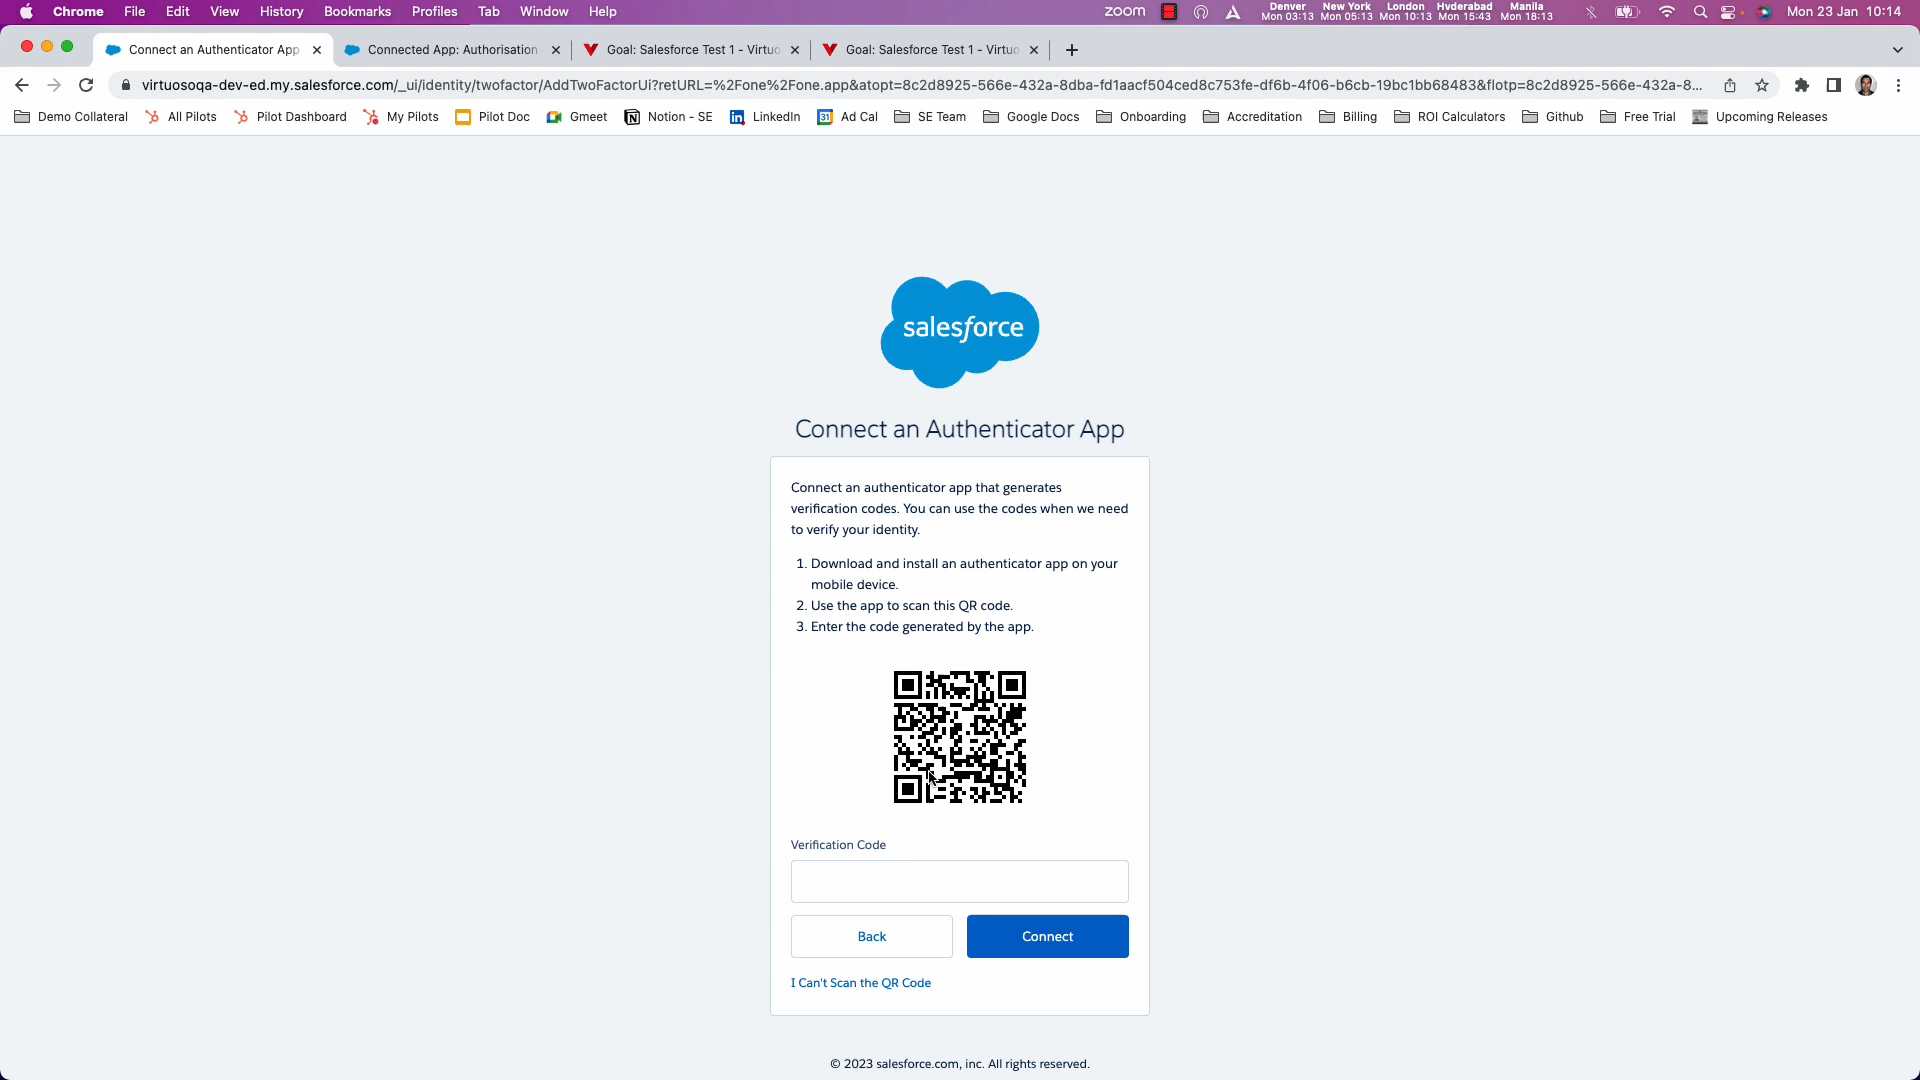 Chrome File Edit View History Bookmarks Profiles Tab Window Help zoom Denver New York London Hyderabad Manila Mon 23 Jan 10:14
Mon 03:13 Mon 05:13 Mon 10:13 Mon 15:43 Mon 18:13
Connect an Authenticator App Connected App: Authorisation Goal: Salesforce Test 1 - Virtuo Goal: Salesforce Test 1 - Virtuo
virtuosoqa-dev-ed.my.salesforce.com/_ui/identity/twofactor/AddTwoFactorUi?retURL=%2Fone%2Fone.app&atopt=8c2d8925-566e-432a-8dba-fd1aacf504ced8c753fe-df6b-4f06-b6cb-19bc1bb68483&flotp=8c2d8925-566e-432a-8...
Demo Collateral All Pilots Pilot Dashboard My Pilots Pilot Doc Gmeet Notion - SE LinkedIn 31 Ad Cal SE Team Google Docs Onboarding Accreditation Billing ROI Calculators Github Free Trial Upcoming Releases
salesforce
Connect an Authenticator App
Connect an authenticator app that generates
verification codes. You can use the codes when we need
to verify your identity.
1. Download and install an authenticator app on your
mobile device.
2. Use the app to scan this QR code.
3. Enter the code generated by the app.
Verification Code
Back Connect
I Can't Scan the QR Code
© 2023 salesforce.com, inc. All rights reserved.